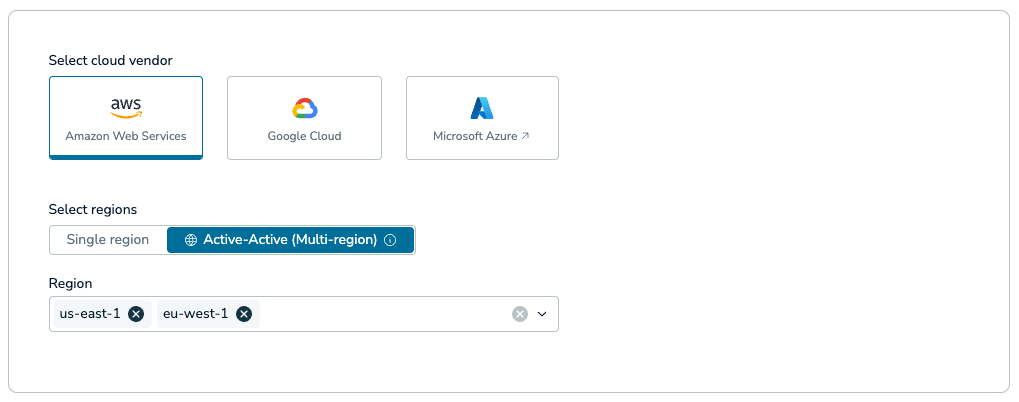 Select cloud vendor
aws
Amazon Web Services
Google Cloud
Microsoft Azure
Select regions
Single region
Active-Active (Multi-region)
Region
us-east-1
eu-west-1